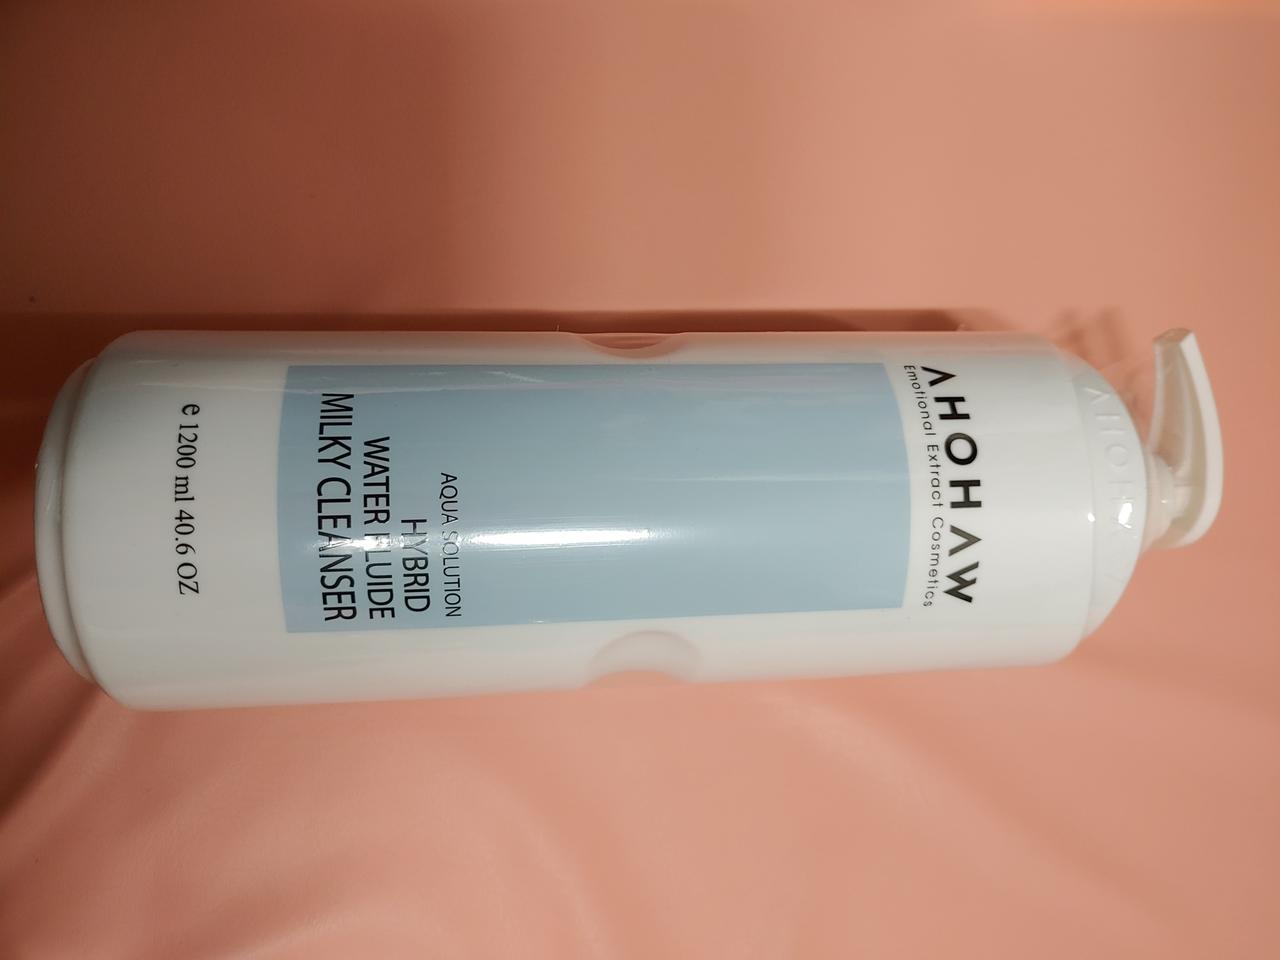 AHOHAW
Emotional Extract Cosmetics
AQUA SOLUTION
HYBRID
WATER FLUIDE
MILKY CLEANSER
e 1200 ml 40.6 OZ